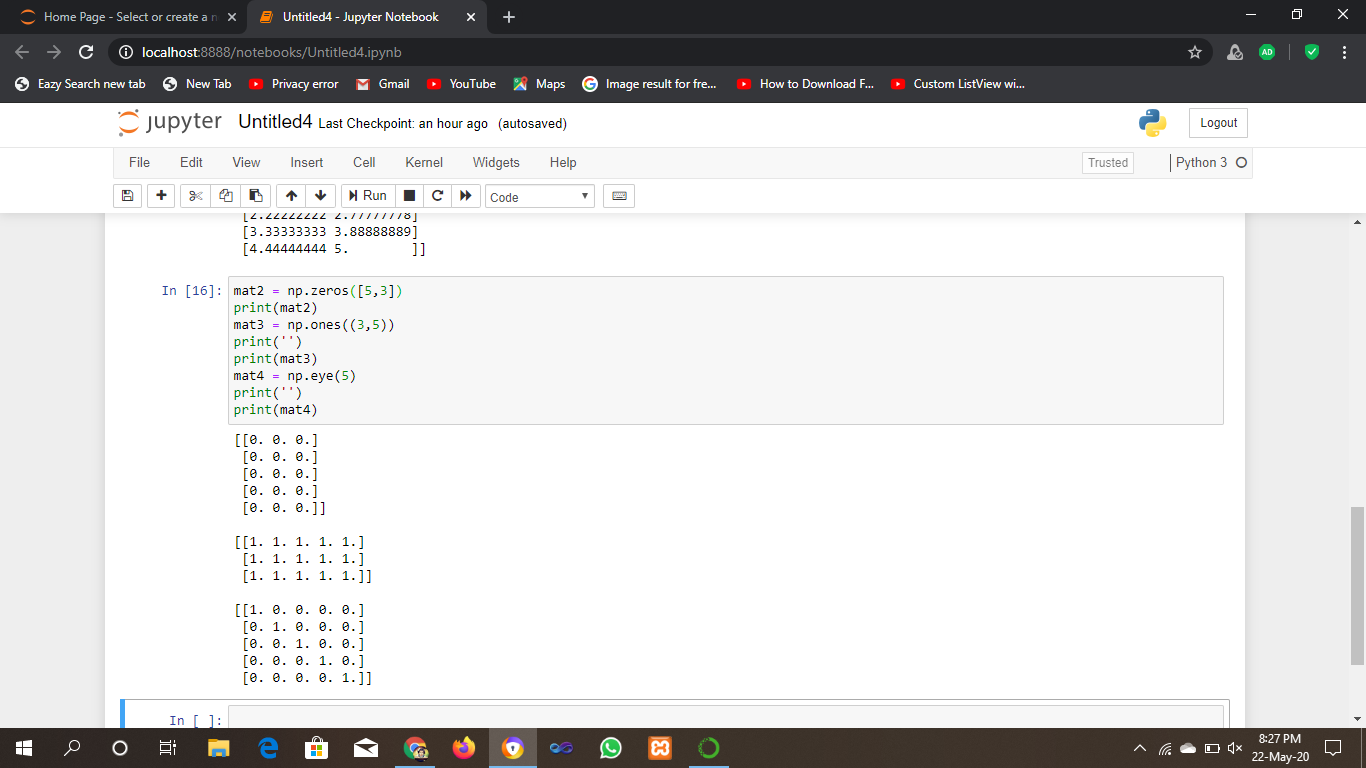 Home Page - Select or create a n
Untitled4 - Jupyter Notebook
localhost:8888/notebooks/Untitled4.ipynb
AD
Eazy Search new tab
New Tab
Privacy error
Gmail
YouTube
Maps
Image result for fre...
How to Download F...
Custom ListView wi...
jupyter Untitled4 Last Checkpoint: an hour ago (autosaved)
Logout
File Edit View Insert Cell Kernel Widgets Help
Trusted
Python 3
Run
Code
[2.22222222 2.77777778]
[3.33333333 3.88888889]
[4.44444444 5.        ]]
In [16]:
mat2 = np.zeros([5,3])
print(mat2)
mat3 = np.ones((3,5))
print('')
print(mat3)
mat4 = np.eye(5)
print('')
print(mat4)
[[0. 0. 0.]
[0. 0. 0.]
[0. 0. 0.]
[0. 0. 0.]
[0. 0. 0.]]
[[1. 1. 1. 1. 1.]
[1. 1. 1. 1. 1.]
[1. 1. 1. 1. 1.]]
[[1. 0. 0. 0. 0.]
[0. 1. 0. 0. 0.]
[0. 0. 1. 0. 0.]
[0. 0. 0. 1. 0.]
[0. 0. 0. 0. 1.]]
In [ ]:
8:27 PM
22-May-20